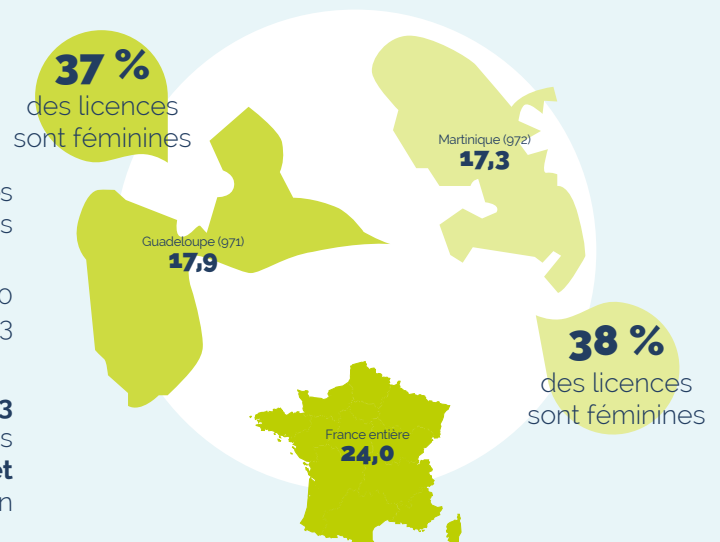 37 %
des licences
sont féminines
Martinique (972)
17,3
Guadeloupe (971)
17,9
38 %
des licences
sont féminines
France entière
24,0